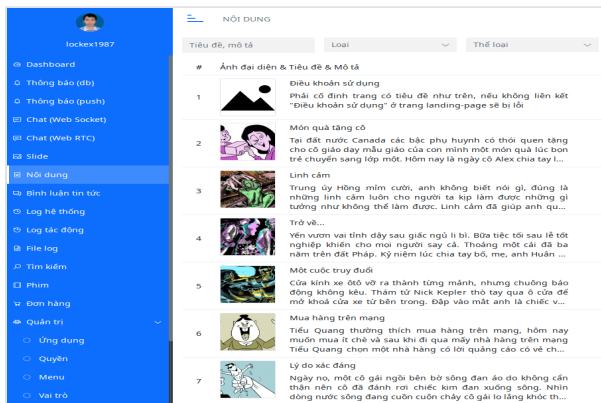 lockex1987
Dashboard
Thông báo (db)
Thông báo (push)
Chat (Web Socket)
Chat (Web RTC)
Slide
Nội dung
Bình luận tin tức
Log hệ thống
Log tác động
File log
Tìm kiếm
Phim
Đơn hàng
Quản trị
Ứng dụng
Quyền
Menu
Vai trò
NỘI DUNG
Tiêu đề, mô tả
Loại
Thể loại
# Ảnh đại diện & Tiêu đề & Mô tả
1
Điều khoản sử dụng
Phải cố định trang có tiêu đề như trên, nếu không liên kết
"Điều khoản sử dụng" ở trang landing-page sẽ bị lỗi
2
Món quà tặng cô
Tại đất nước Canada các bậc phụ huynh có thói quen tặng
cho cô giáo dạy mẫu giáo của con mình một món quà lúc bọn
trẻ chuyển sang lớp một. Hôm nay là ngày cô Alex chia tay l...
3
Linh cảm
Trung úy Hồng mỉm cười, anh không biết nói gì, đúng là
những linh cảm luôn cho người ta kịp làm được những gì
tưởng như không thể làm được. Linh cảm đã giúp anh qu...
4
Trở về...
Yến vươn vai tỉnh dậy sau giấc ngủ li bì. Bữa tiệc tối sau lễ tốt
nghiệp khiến cho mọi người say cả. Thoáng một cái đã ba
năm trên đất Pháp. Kỷ niệm lúc chia tay bố, mẹ, anh Huân ...
5
Một cuộc truy đuổi
Cửa kính xe ôtô vỡ ra thành từng mảnh, nhưng chuông báo
động không kêu. Thám tử Nick Kepler thò tay qua ô cửa để
mở khoá cửa xe từ bên trong. Đập vào mắt anh là chiếc v...
6
Mua hàng trên mạng
Tiểu Quang thường thích mua hàng trên mạng, hôm nay
muốn mua ít chè và sau khi đi qua mấy nhà hàng trên mạng
Tiểu Quang chọn một nhà hàng có lời quảng cáo có vẻ ch...
7
Lý do xác đáng
Ngày nọ, một cô gái ngồi bên bờ sông đan áo do không cẩn
thận nên cô đã đánh rơi chiếc kim đan xuống sông. Nhìn
dòng nước sông đang cuồn cuộn chảy cô gái lo lắng khóc th...